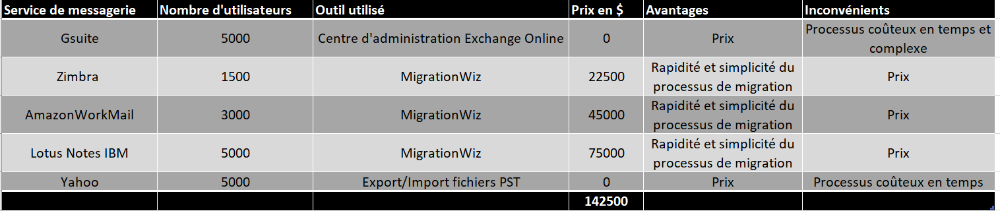 Service de messagerie Nombre d'utilisateurs Outil utilisé Prix en $ Avantages Inconvénients
Gsuite 5000 Centre d'administration Exchange Online 0 Prix Processus coûteux en temps et
complexe
Zimbra 1500 MigrationWiz 22500 Rapidité et simplicité du
processus de migration Prix
AmazonWorkMail 3000 MigrationWiz 45000 Rapidité et simplicité du
processus de migration Prix
Lotus Notes IBM 5000 MigrationWiz 75000 Rapidité et simplicité du
processus de migration Prix
Yahoo 5000 Export/Import fichiers PST 0 Prix Processus coûteux en temps
142500